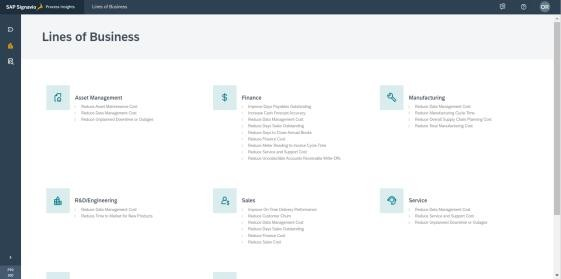 SAP Signavio Process Insights Lines of Business OR
Lines of Business
Asset Management
Reduce Asset Maintenance Cost
Reduce Data Management Cost
Reduce Unplanned Downtime or Outages
Finance
Improve Days Payables Outstanding
Increase Cash Forecast Accuracy
Reduce Data Management Cost
Reduce Days Sales Outstanding
Reduce Days to Close Annual Books
Reduce Finance Cost
Reduce Meter Reading to Invoice Cycle Time
Reduce Service and Support Cost
Reduce Uncollectible Accounts Receivable Write-Offs
Manufacturing
Reduce Data Management Cost
Reduce Manufacturing Cycle Time
Reduce Overall Supply Chain Planning Cost
Reduce Total Manufacturing Cost
R&D/Engineering
Reduce Data Management Cost
Reduce Time to Market for New Products
Sales
Improve On-Time Delivery Performance
Reduce Customer Churn
Reduce Data Management Cost
Reduce Days Sales Outstanding
Reduce Finance Cost
Reduce Sales Cost
Service
Reduce Data Management Cost
Reduce Service and Support Cost
Reduce Unplanned Downtime or Outages